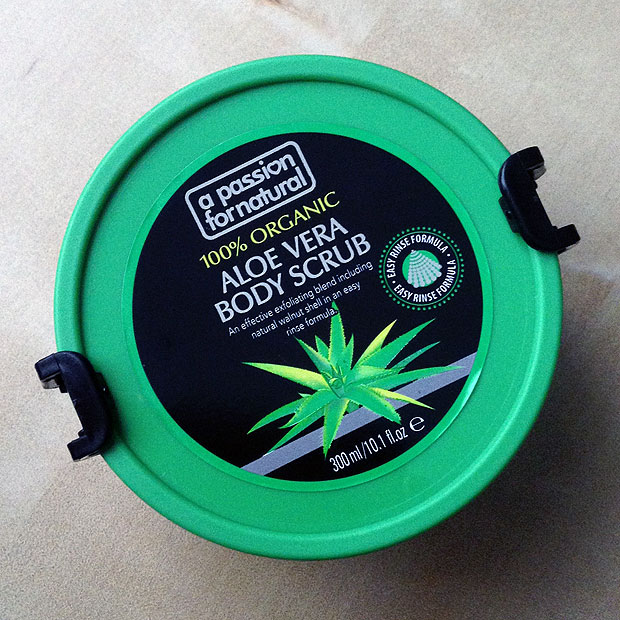 a passion
for natural
100% ORGANIC
ALOE VERA
BODY SCRUB
An effective exfoliating blend including
natural walnut shell in an easy
rinse formula.
EASY RINSE FORMULA •
EASY RINSE FORMULA •
300ml/10.1 fl.oz ℮